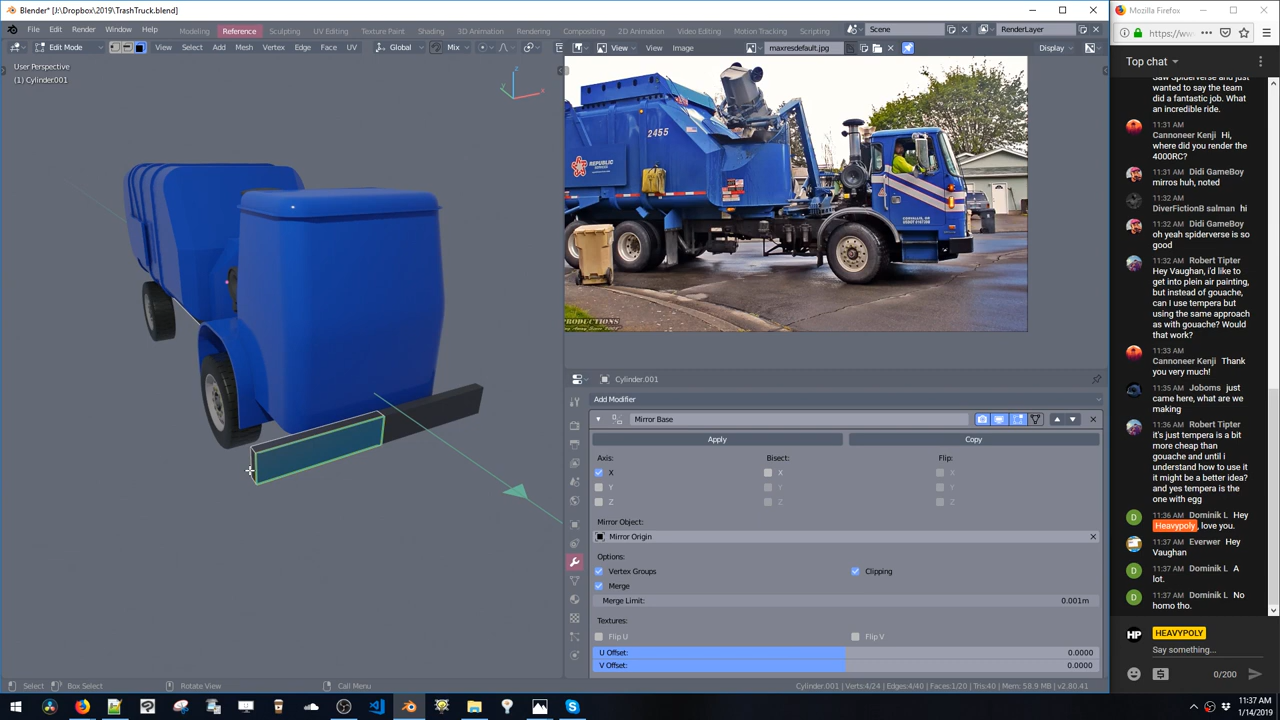 Blender* [J:\Dropbox\2019\TrashTruck.blend]
File Edit Render Window Help
Modeling Reference Sculpting UV Editing Texture Paint Shading Animation Rendering Compositing 2D Animation Motion Tracking Scripting
Scene
RenderLayer
Edit Mode View Select Add Mesh Vertex Edge Face UV Global Mix
View View Image maxresdefault.jpg Display
User Perspective
(1) Cylinder.001
2455
REPUBLIC
SERVICES
Cylinder.001
Add Modifier
Mirror Base
Apply Copy
Axis: Bisect: Flip:
X X X
Y Y Y
Z Z Z
Mirror Object:
Mirror Origin
Options:
Vertex Groups Clipping
Merge
Merge Limit: 0.001m
Textures:
Flip U Flip V
U Offset: 0.0000
V Offset: 0.0000
Select Box Select Rotate View Call Menu
Cylinder.001 | Verts:4/24 | Edges:4/40 | Faces:1/20 | Tris:40 | Mem: 58.9 MB | v2.80.41
Mozilla Firefox
https://ww
Top chat
Saw Spiderverse and just
wanted to say the team
did a fantastic job. What
an incredible ride.
11:31 AM Cannoneer Kenji Hi,
where did you render the
4000RC?
11:31 AM Didi GameBoy
mirros huh, noted
11:32 AM
DiverFictionB salman hi
11:32 AM Didi GameBoy
oh yeah spiderverse is so
good
11:32 AM Robert Tipter
Hey Vaughan, i'd like to
get into plein air painting,
but instead of gouache,
can I use tempera but
using the same approach
as with gouache? Would
that work?
11:33 AM
Cannoneer Kenji Thank
you very much!
11:35 AM Joboms just
came here, what are we
making
11:36 AM Robert Tipter
it's just tempera is a bit
more cheap than
gouache and until i
understand how to use it
it might be a better idea?
and yes tempera is the
one with egg
D 11:36 AM Dominik L Hey
Heavypoly, love you.
11:37 AM Everwer Hey
Vaughan
D 11:37 AM Dominik L A
lot.
D 11:37 AM Dominik L No
homo tho.
HP HEAVYPOLY
Say something...
0/200
11:37 AM
1/14/2019